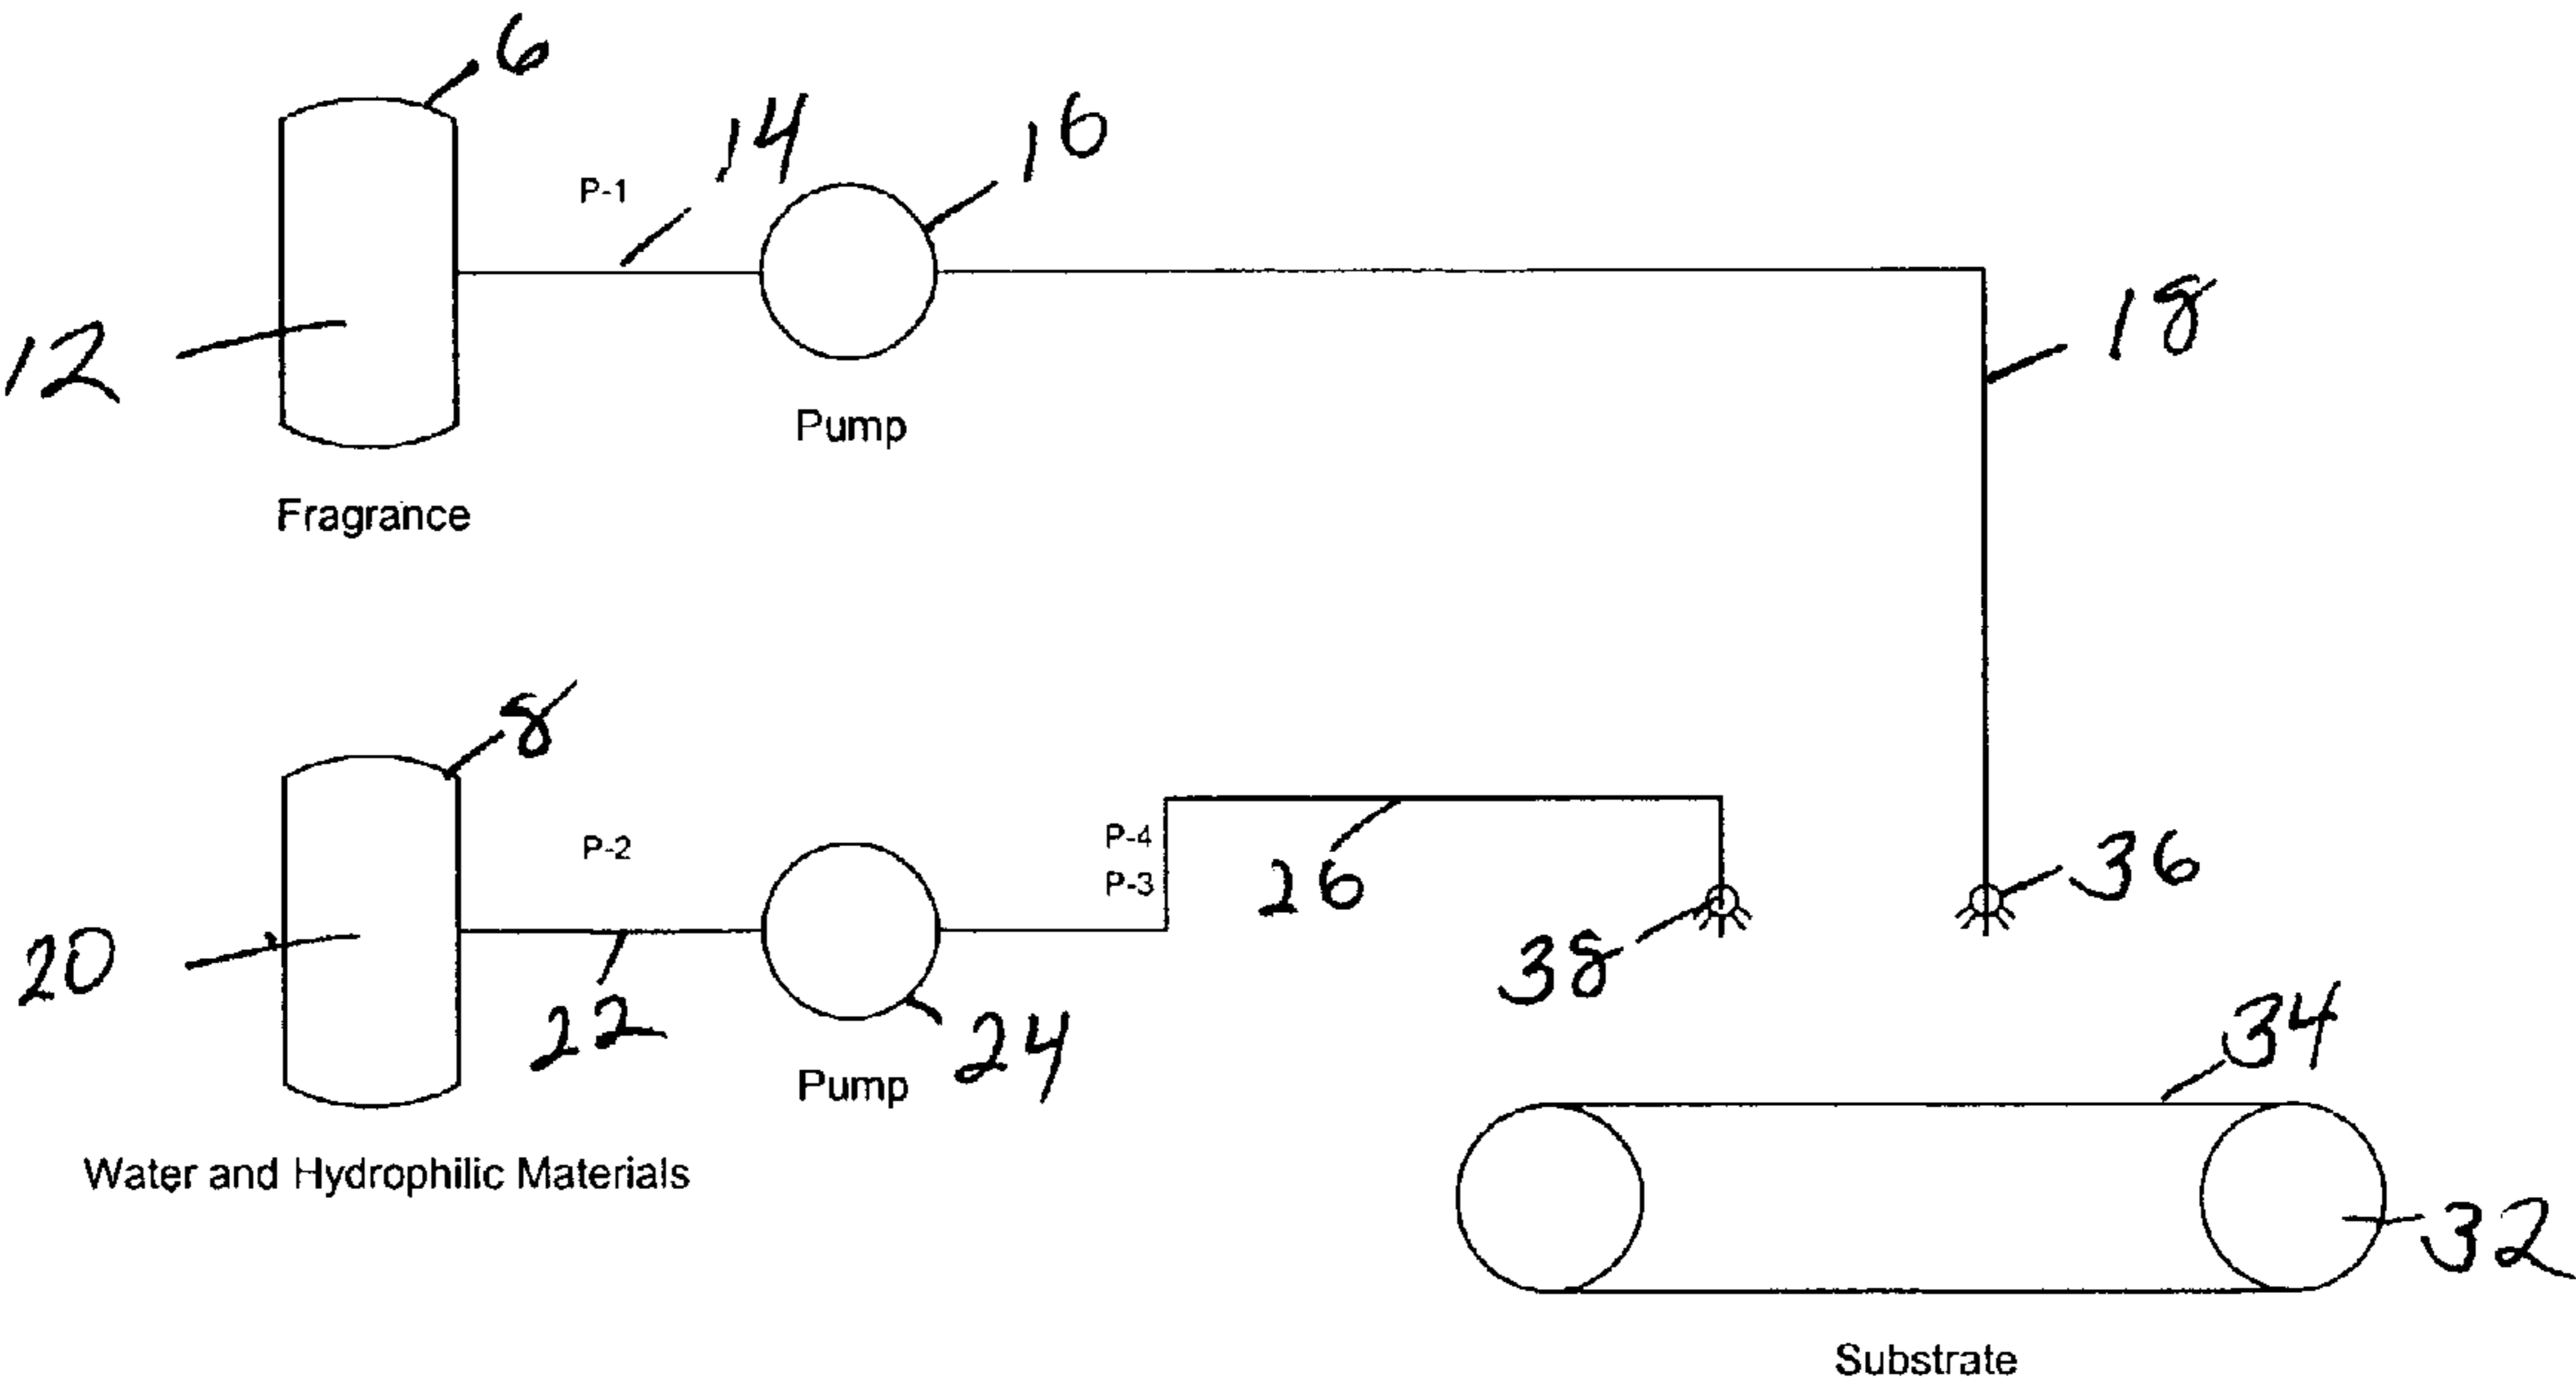 6
14
16
P-1
18
12
Pump
Fragrance
8
P-2
P-4
P-3
26
36
38
20
22
24
34
Pump
Water and Hydrophilic Materials
32
Substrate